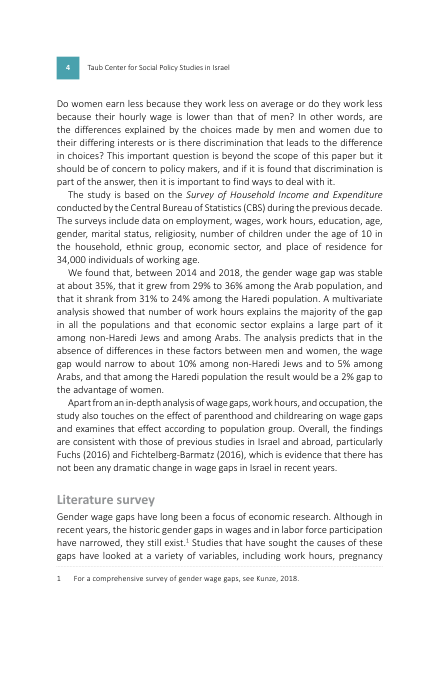 4 Taub Center for Social Policy Studies in Israel
Do women earn less because they work less on average or do they work less
because their hourly wage is lower than that of men? In other words, are
the differences explained by the choices made by men and women due to
their differing interests or is there discrimination that leads to the difference
in choices? This important question is beyond the scope of this paper but it
should be of concern to policy makers, and if it is found that discrimination is
part of the answer, then it is important to find ways to deal with it.
The study is based on the Survey of Household Income and Expenditure
conducted by the Central Bureau of Statistics (CBS) during the previous decade.
The surveys include data on employment, wages, work hours, education, age,
gender, marital status, religiosity, number of children under the age of 10 in
the household, ethnic group, economic sector, and place of residence for
34,000 individuals of working age.
We found that, between 2014 and 2018, the gender wage gap was stable
at about 35%, that it grew from 29% to 36% among the Arab population, and
that it shrank from 31% to 24% among the Haredi population. A multivariate
analysis showed that number of work hours explains the majority of the gap
in all the populations and that economic sector explains a large part of it
among non-Haredi Jews and among Arabs. The analysis predicts that in the
absence of differences in these factors between men and women, the wage
gap would narrow to about 10% among non-Haredi Jews and to 5% among
Arabs, and that among the Haredi population the result would be a 2% gap to
the advantage of women.
Apart from an in-depth analysis of wage gaps, work hours, and occupation, the
study also touches on the effect of parenthood and childrearing on wage gaps
and examines that effect according to population group. Overall, the findings
are consistent with those of previous studies in Israel and abroad, particularly
Fuchs (2016) and Fichtelberg-Barmatz (2016), which is evidence that there has
not been any dramatic change in wage gaps in Israel in recent years.
Literature survey
Gender wage gaps have long been a focus of economic research. Although in
recent years, the historic gender gaps in wages and in labor force participation
have narrowed, they still exist.1 Studies that have sought the causes of these
gaps have looked at a variety of variables, including work hours, pregnancy
1 For a comprehensive survey of gender wage gaps, see Kunze, 2018.